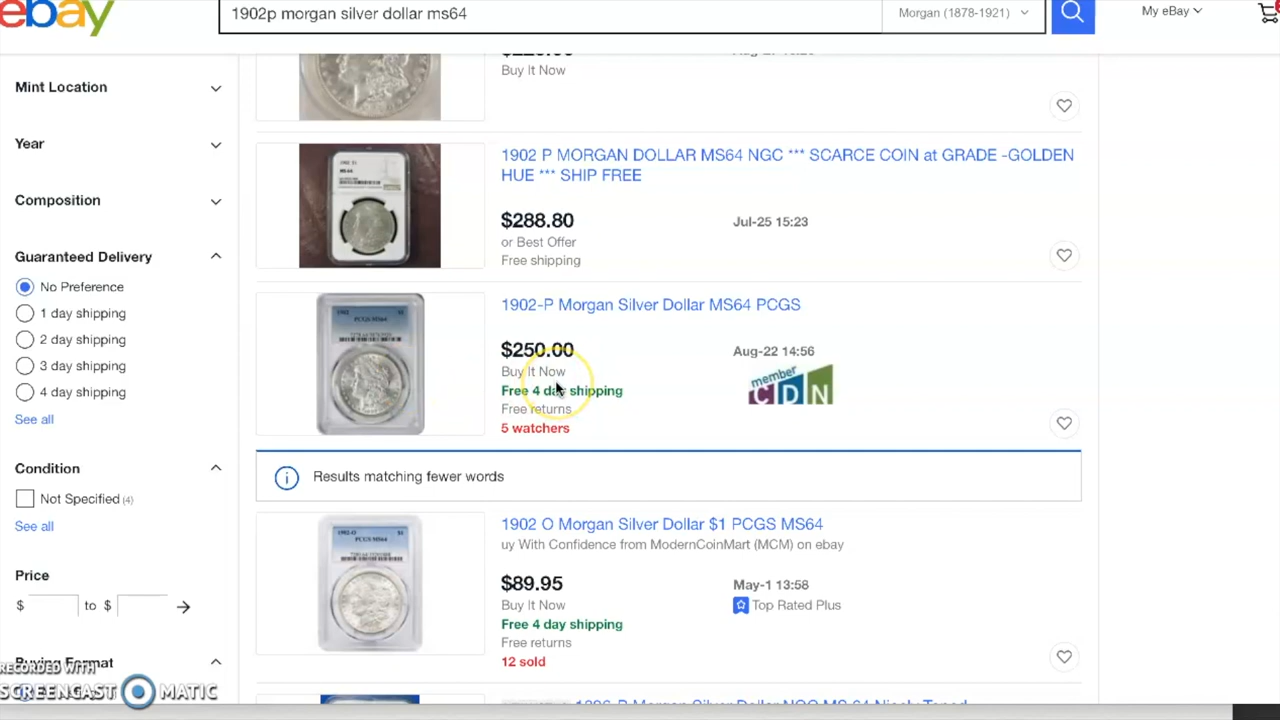 ebay
1902p morgan silver dollar ms64
Morgan (1878-1921)
My eBay
Mint Location
Year
Composition
Guaranteed Delivery
No Preference
1 day shipping
2 day shipping
3 day shipping
4 day shipping
See all
Condition
Not Specified (4)
See all
Price
$ to $
Buying Format
Buy It Now
1902 P MORGAN DOLLAR MS64 NGC *** SCARCE COIN at GRADE -GOLDEN
HUE *** SHIP FREE
$288.80
Jul-25 15:23
or Best Offer
Free shipping
1902-P Morgan Silver Dollar MS64 PCGS
$250.00
Aug-22 14:56
Buy It Now
member
CDN
Free 4 day shipping
Free returns
5 watchers
Results matching fewer words
1902 O Morgan Silver Dollar $1 PCGS MS64
uy With Confidence from ModernCoinMart (MCM) on ebay
$89.95
May-1 13:58
Buy It Now
Top Rated Plus
Free 4 day shipping
Free returns
12 sold
RECORDED WITH
SCREENCAST MATIC